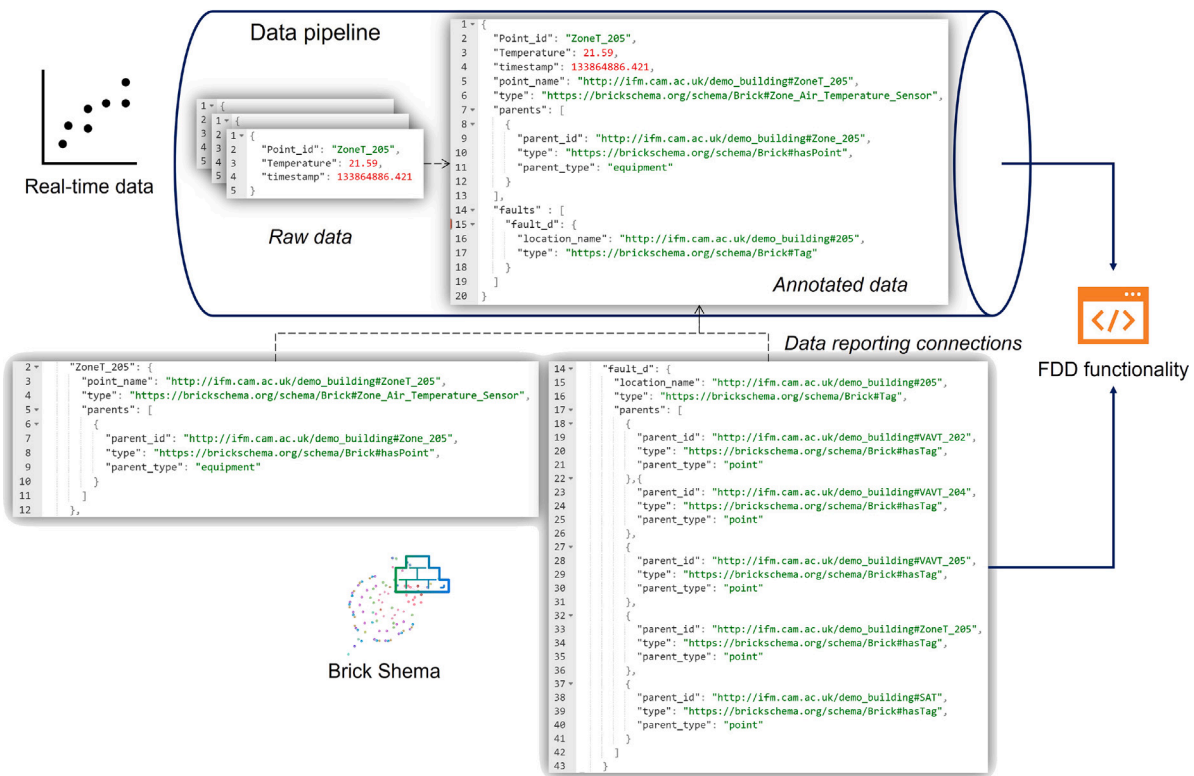 Data pipeline
Real-time data
1 {
2
3
4
5
1 {
2
3
4
5
1 {
2 "Point_id": "ZoneT_205",
3 "Temperature": 21.59,
4 "timestamp": 133864886.421
5 }
Raw data
1 {
2 "Point_id": "ZoneT_205",
3 "Temperature": 21.59,
4 "timestamp": 133864886.421,
5 "point_name": "http://ifm.cam.ac.uk/demo_building#ZoneT_205",
6 "type": "https://brickschema.org/schema/Brick#Zone_Air_Temperature_Sensor",
7 "parents": [
8 {
9 "parent_id": "http://ifm.cam.ac.uk/demo_building#Zone_205",
10 "type": "https://brickschema.org/schema/Brick#hasPoint",
11 "parent_type": "equipment"
12 }
13 ],
14 "faults" : [
15 "fault_d": {
16 "location_name": "http://ifm.cam.ac.uk/demo_building#205",
17 "type": "https://brickschema.org/schema/Brick#Tag"
18 }
19 ]
20 }
Annotated data
Data reporting connections
FDD functionality
2 "ZoneT_205": {
3 "point_name": "http://ifm.cam.ac.uk/demo_building#ZoneT_205",
4 "type": "https://brickschema.org/schema/Brick#Zone_Air_Temperature_Sensor",
5 "parents": [
6 {
7 "parent_id": "http://ifm.cam.ac.uk/demo_building#Zone_205",
8 "type": "https://brickschema.org/schema/Brick#hasPoint",
9 "parent_type": "equipment"
10 }
11 ]
12 },
14 "fault_d": {
15 "location_name": "http://ifm.cam.ac.uk/demo_building#205",
16 "type": "https://brickschema.org/schema/Brick#Tag",
17 "parents": [
18 {
19 "parent_id": "http://ifm.cam.ac.uk/demo_building#VAVT_202",
20 "type": "https://brickschema.org/schema/Brick#hasTag",
21 "parent_type": "point"
22 },{
23 "parent_id": "http://ifm.cam.ac.uk/demo_building#VAVT_204",
24 "type": "https://brickschema.org/schema/Brick#hasTag",
25 "parent_type": "point"
26 },
27 {
28 "parent_id": "http://ifm.cam.ac.uk/demo_building#VAVT_205",
29 "type": "https://brickschema.org/schema/Brick#hasTag",
30 "parent_type": "point"
31 },
32 {
33 "parent_id": "http://ifm.cam.ac.uk/demo_building#ZoneT_205",
34 "type": "https://brickschema.org/schema/Brick#hasTag",
35 "parent_type": "point"
36 },
37 {
38 "parent_id": "http://ifm.cam.ac.uk/demo_building#SAT",
39 "type": "https://brickschema.org/schema/Brick#hasTag",
40 "parent_type": "point"
41 }
42 ]
43 }
Brick Shema